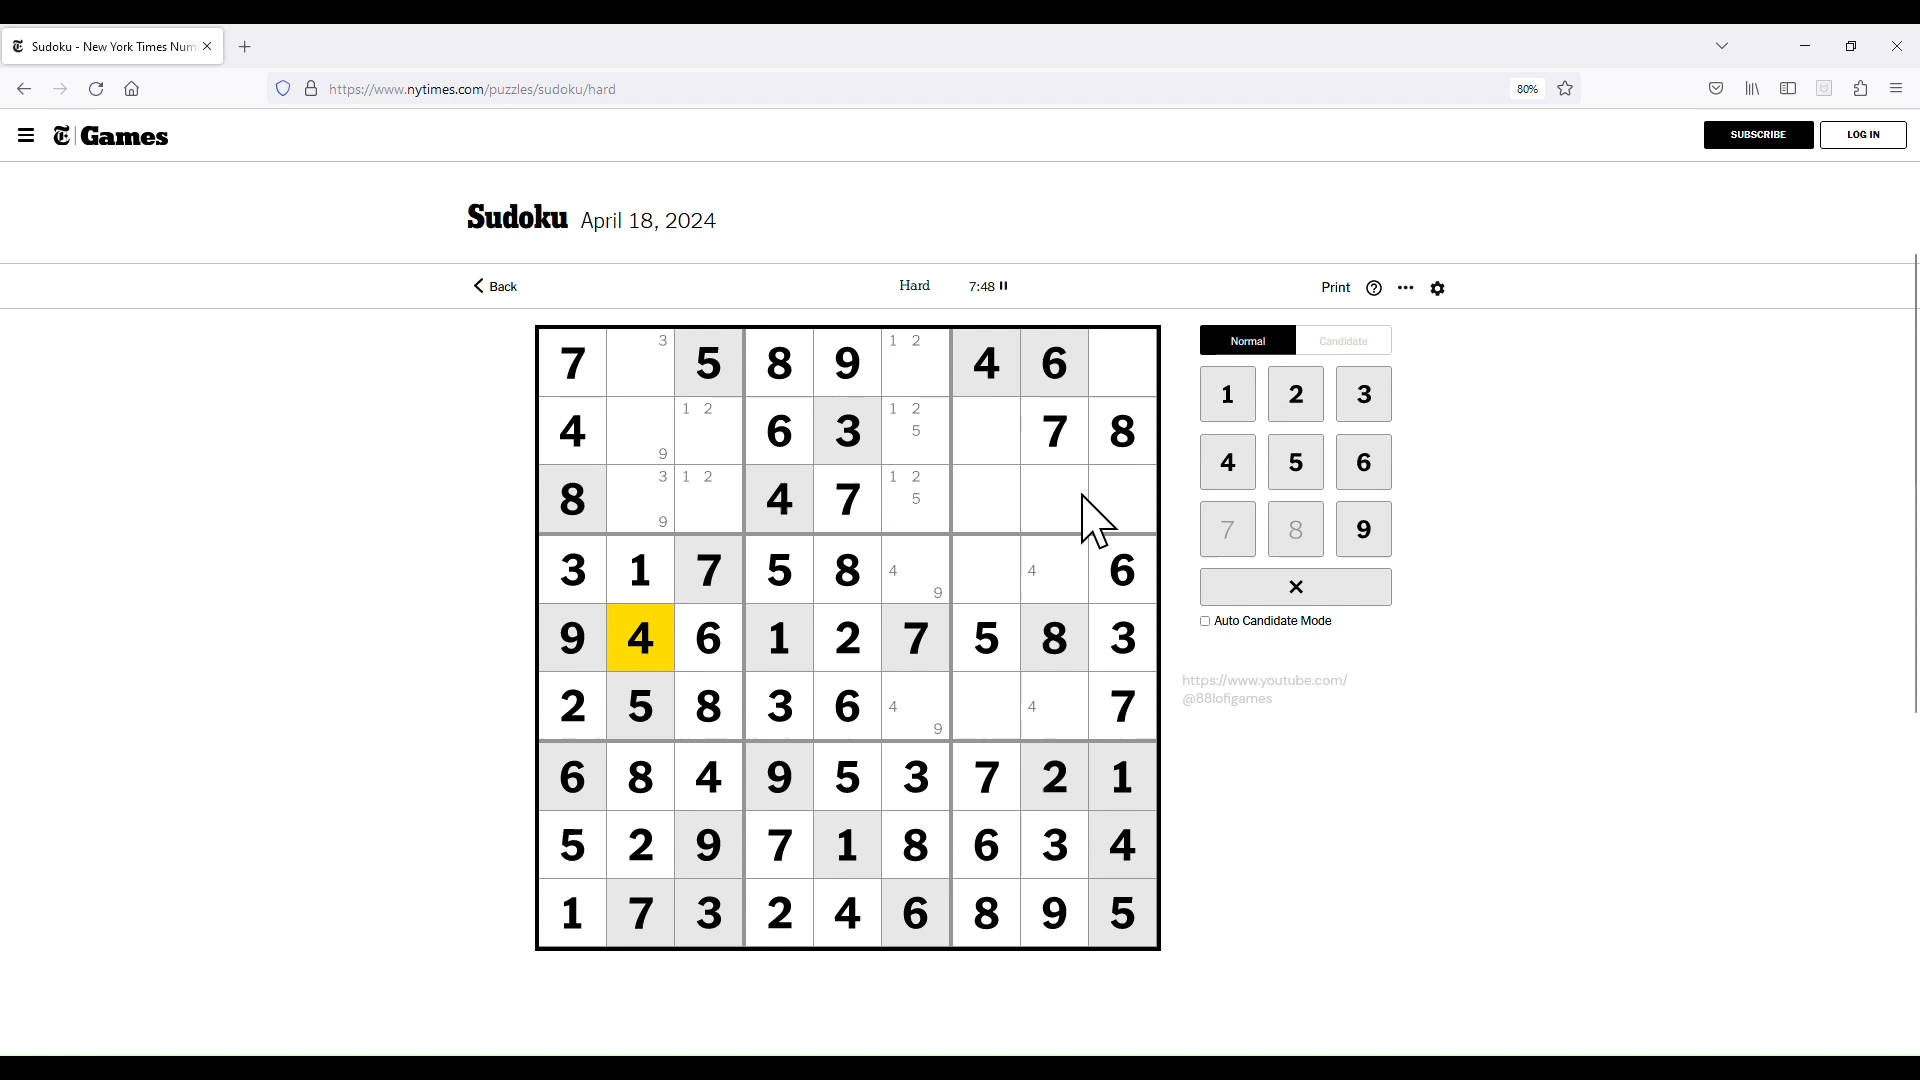 Sudoku - New York Times Num
https://www.nytimes.com/puzzles/sudoku/hard
80%
Games
SUBSCRIBE
LOG IN
Sudoku April 18, 2024
Back
Hard
7:48
Print
7 3 5 8 9 1 2 4 6
4 9 1 2 6 3 1 2 5 7 8
8 3 9 1 2 4 7 1 2 5
3 1 7 5 8 4 9 4 6
9 4 6 1 2 7 5 8 3
2 5 8 3 6 4 9 4 7
6 8 4 9 5 3 7 2 1
5 2 9 7 1 8 6 3 4
1 7 3 2 4 6 8 9 5
Normal Candidate
1 2 3
4 5 6
7 8 9
Auto Candidate Mode
https://www.youtube.com/
@88lofigames